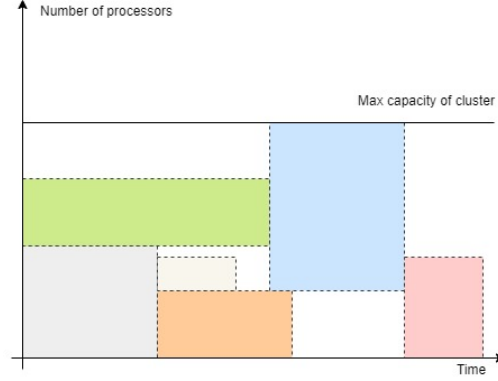 Number of processors
Max capacity of cluster
Time